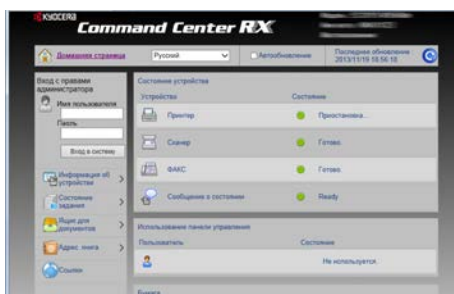 KYOCERA
Command Center RX
Домашняя страница
Русский
Автообновление
Последнее обновление
2013/11/19 18:56:18
Вход с правами
администратора
Имя пользователя
Пароль
Вход в систему
Информация об
устройстве
Состояние
задания
Ящик для
документов
Адрес. книга
Ссылки
Состояние устройства
Устройства
Состояние
Принтер
Приостановка...
Сканер
Готово.
ФАКС
Готово.
Сообщение о состоянии
Ready
Использование панели управления
Пользователь
Состояние
Не используется.
Бумага